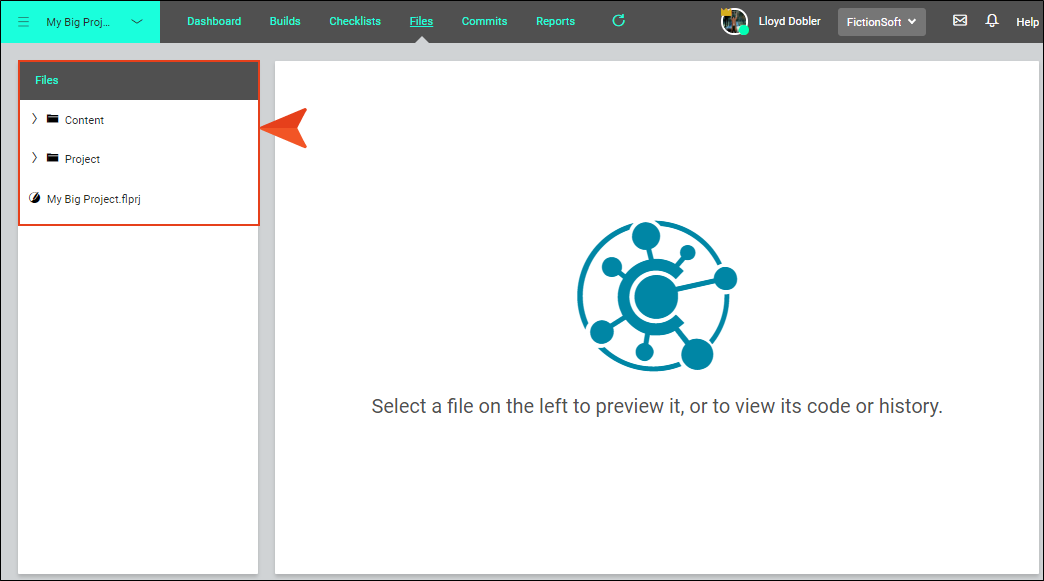 My Big Proj... Dashboard Builds Checklists Files Commits Reports Lloyd Dobler FictionSoft Help
Files
Content
Project
My Big Project.flprj
Select a file on the left to preview it, or to view its code or history.